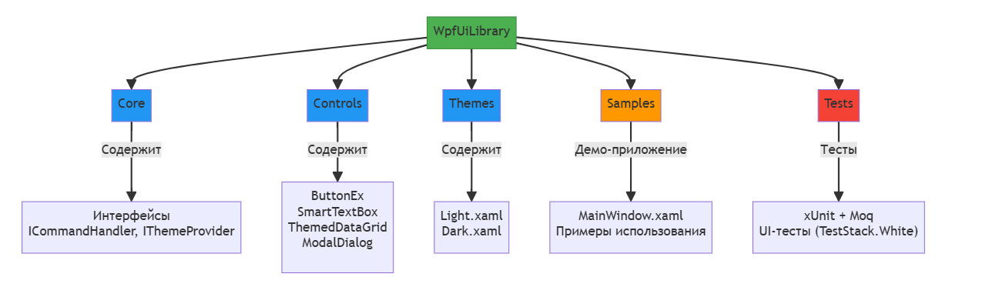 WpfUiLibrary
Core
Controls
Themes
Samples
Tests
Содержит
Содержит
Содержит
Демо-приложение
Тесты
Интерфейсы
ICommandHandler, IThemeProvider
ButtonEx
SmartTextBox
ThemedDataGrid
ModalDialog
Light.xaml
Dark.xaml
MainWindow.xaml
Примеры использования
xUnit + Moq
UI-тесты (TestStack.White)